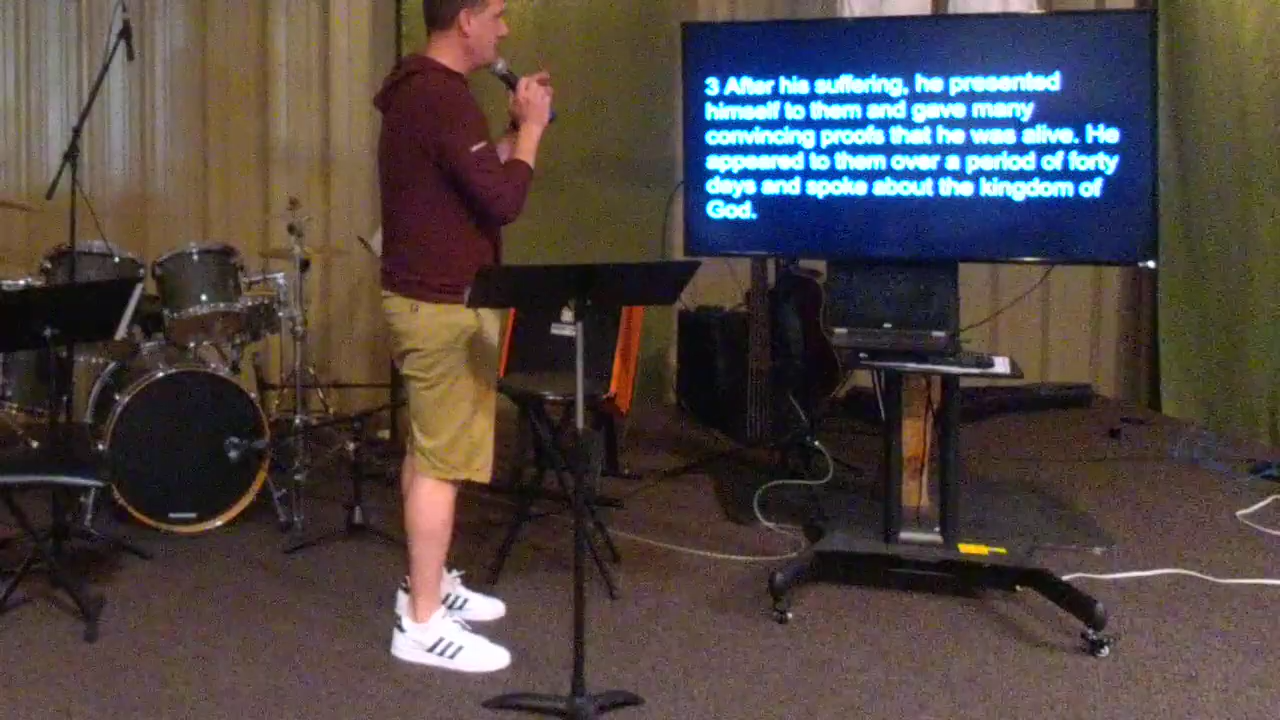 3 After his suffering, he presented
himself to them and gave many
convincing proofs that he was alive. He
appeared to them over a period of forty
days and spoke about the kingdom of
God.